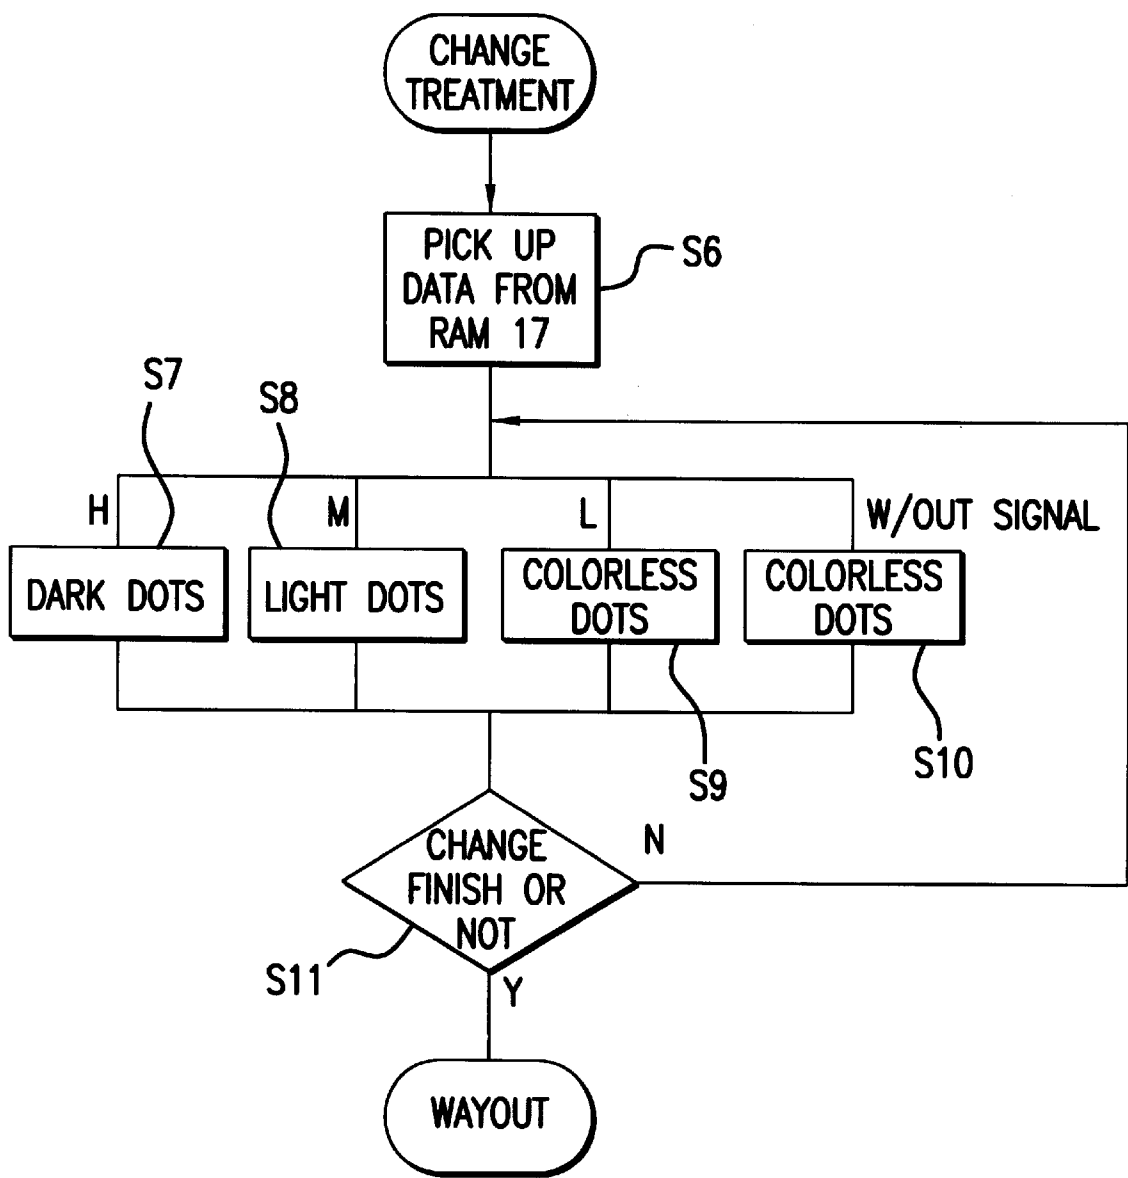 CHANGE
TREATMENT
PICK UP
DATA FROM
RAM 17
S6
S7
S8
H
M
L
W/OUT SIGNAL
DARK DOTS
LIGHT DOTS
COLORLESS
DOTS
COLORLESS
DOTS
S9
S10
CHANGE
FINISH OR
NOT
N
S11
Y
WAYOUT